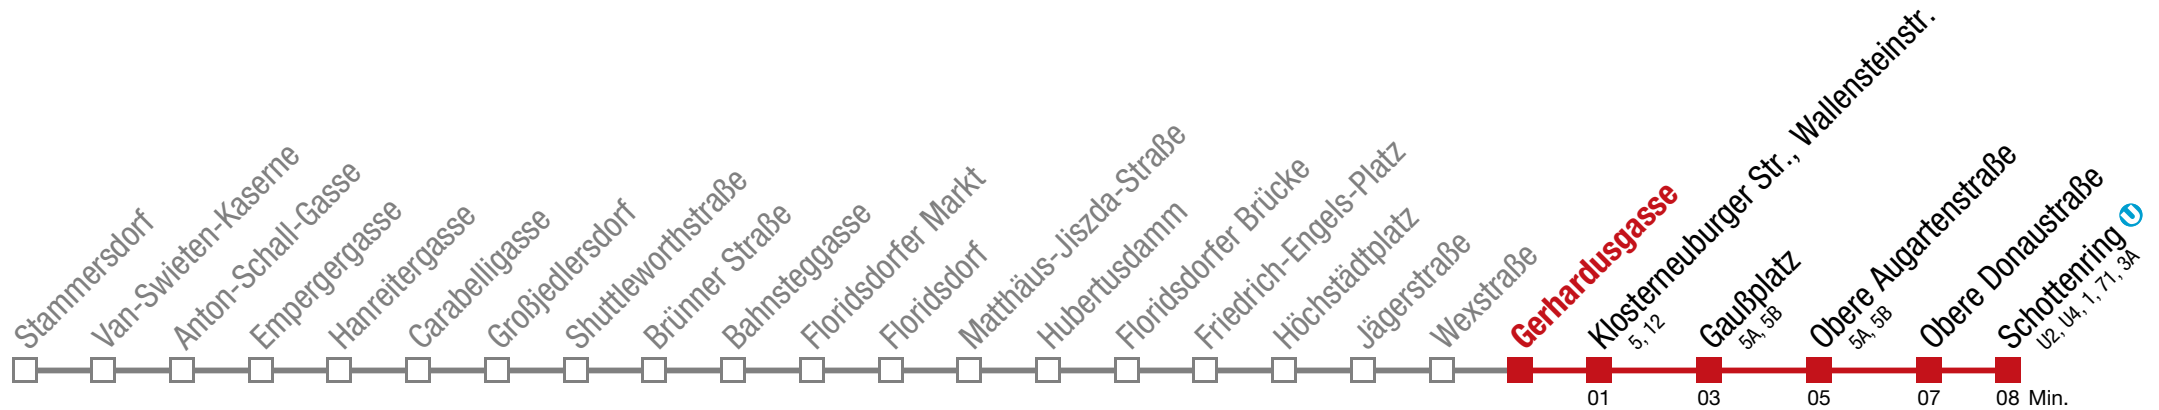 Stammersdorf
Van-Swieten-Kaserne
Anton-Schall-Gasse
Empergergasse
Hanreitergasse
Carabelligasse
Großjedlersdorf
Shuttleworthstraße
Brünner Straße
Bahnsteggasse
Floridsdorfer Markt
Floridsdorf
Matthäus-Jiszda-Straße
Hubertusdamm
Floridsdorfer Brücke
Friedrich-Engels-Platz
Höchstädtplatz
Jägerstraße
Wexstraße
Gerhardusgasse
Klosterneuburger Str., Wallensteinstr.
5, 12
Gaußplatz
5A, 5B
Obere Augartenstraße
5A, 5B
Obere Donaustraße
Schottenring U
U2, U4, 1, 71, 3A
01 03 05 07 08 Min.